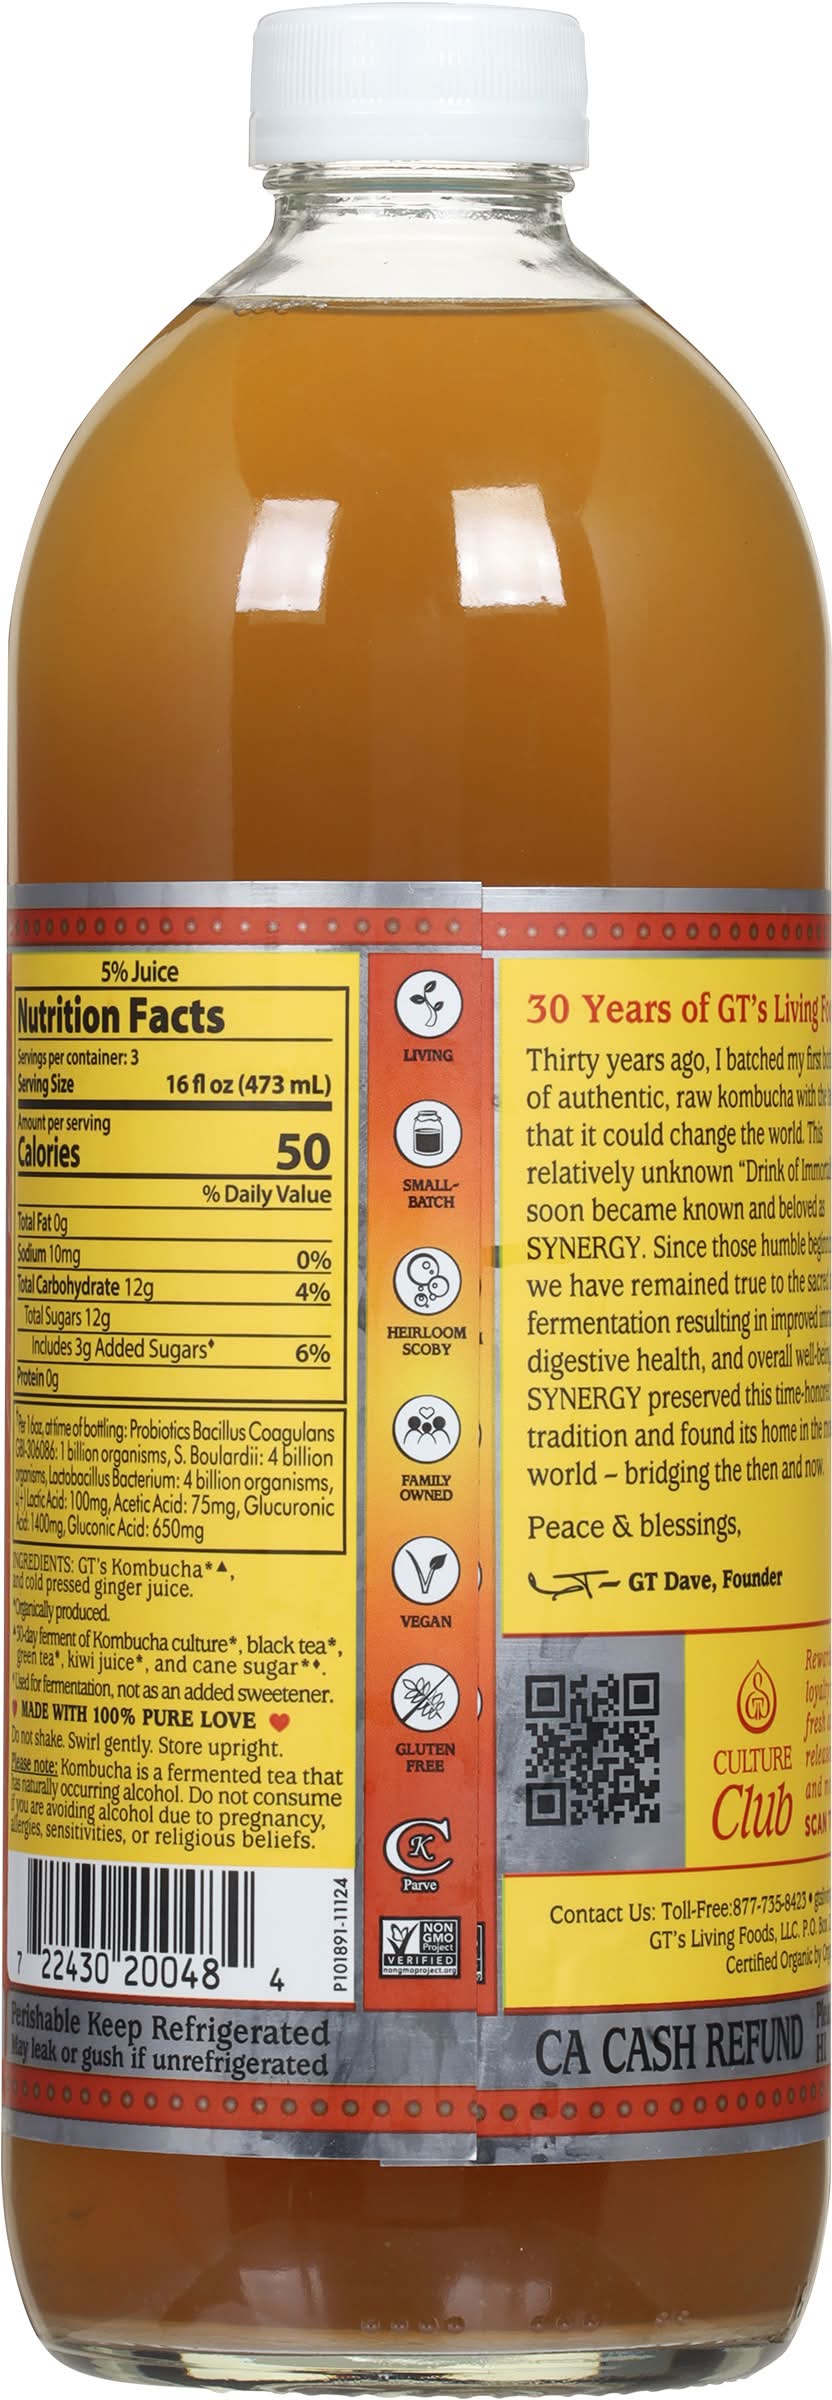 5% Juice
Nutrition Facts
Servings per container: 3
Serving Size 16 fl oz (473 mL)
Amount per serving
Calories 50
% Daily Value
Total Fat 0g
Sodium 10mg 0%
Total Carbohydrate 12g 4%
Total Sugars 12g
Includes 3g Added Sugars♦ 6%
Protein 0g
Per 16oz, at time of bottling: Probiotics Bacillus Coagulans
GBI-306086: 1 billion organisms, S. Boulardii: 4 billion
organisms, Lactobacillus Bacterium: 4 billion organisms,
L(+) Lactic Acid: 100mg, Acetic Acid: 75mg, Glucuronic
Acid: 1400mg, Gluconic Acid: 650mg
INGREDIENTS: GT's Kombucha*▲,
and cold pressed ginger juice.
*Organically produced.
▲30-day ferment of Kombucha culture*, black tea*,
green tea*, kiwi juice*, and cane sugar*♦.
♦Used for fermentation, not as an added sweetener.
♥ MADE WITH 100% PURE LOVE ♥
Do not shake. Swirl gently. Store upright.
Please note: Kombucha is a fermented tea that
has naturally occurring alcohol. Do not consume
if you are avoiding alcohol due to pregnancy,
allergies, sensitivities, or religious beliefs.
7 22430 20048 4
P101891-11124
Perishable Keep Refrigerated
May leak or gush if unrefrigerated
LIVING
SMALL-
BATCH
HEIRLOOM
SCOBY
FAMILY
OWNED
VEGAN
GLUTEN
FREE
K
Parve
NON
GMO
Project
VERIFIED
nongmoproject.org
30 Years of GT's Living
Thirty years ago, I batched my first
of authentic, raw kombucha with the
that it could change the world. This
relatively unknown "Drink of
soon became known and beloved as
SYNERGY. Since those humble
we have remained true to the sacred
fermentation resulting in improved
digestive health, and overall well-being,
SYNERGY preserved this time-honored
tradition and found its home in the
world – bridging the then and now.
Peace & blessings,
GT Dave, Founder
CULTURE
Club
SCAN
Contact Us: Toll-Free:877-735-8423 •
GT's Living Foods, LLC. P.O.
Certified Organic by
CA CASH REFUND